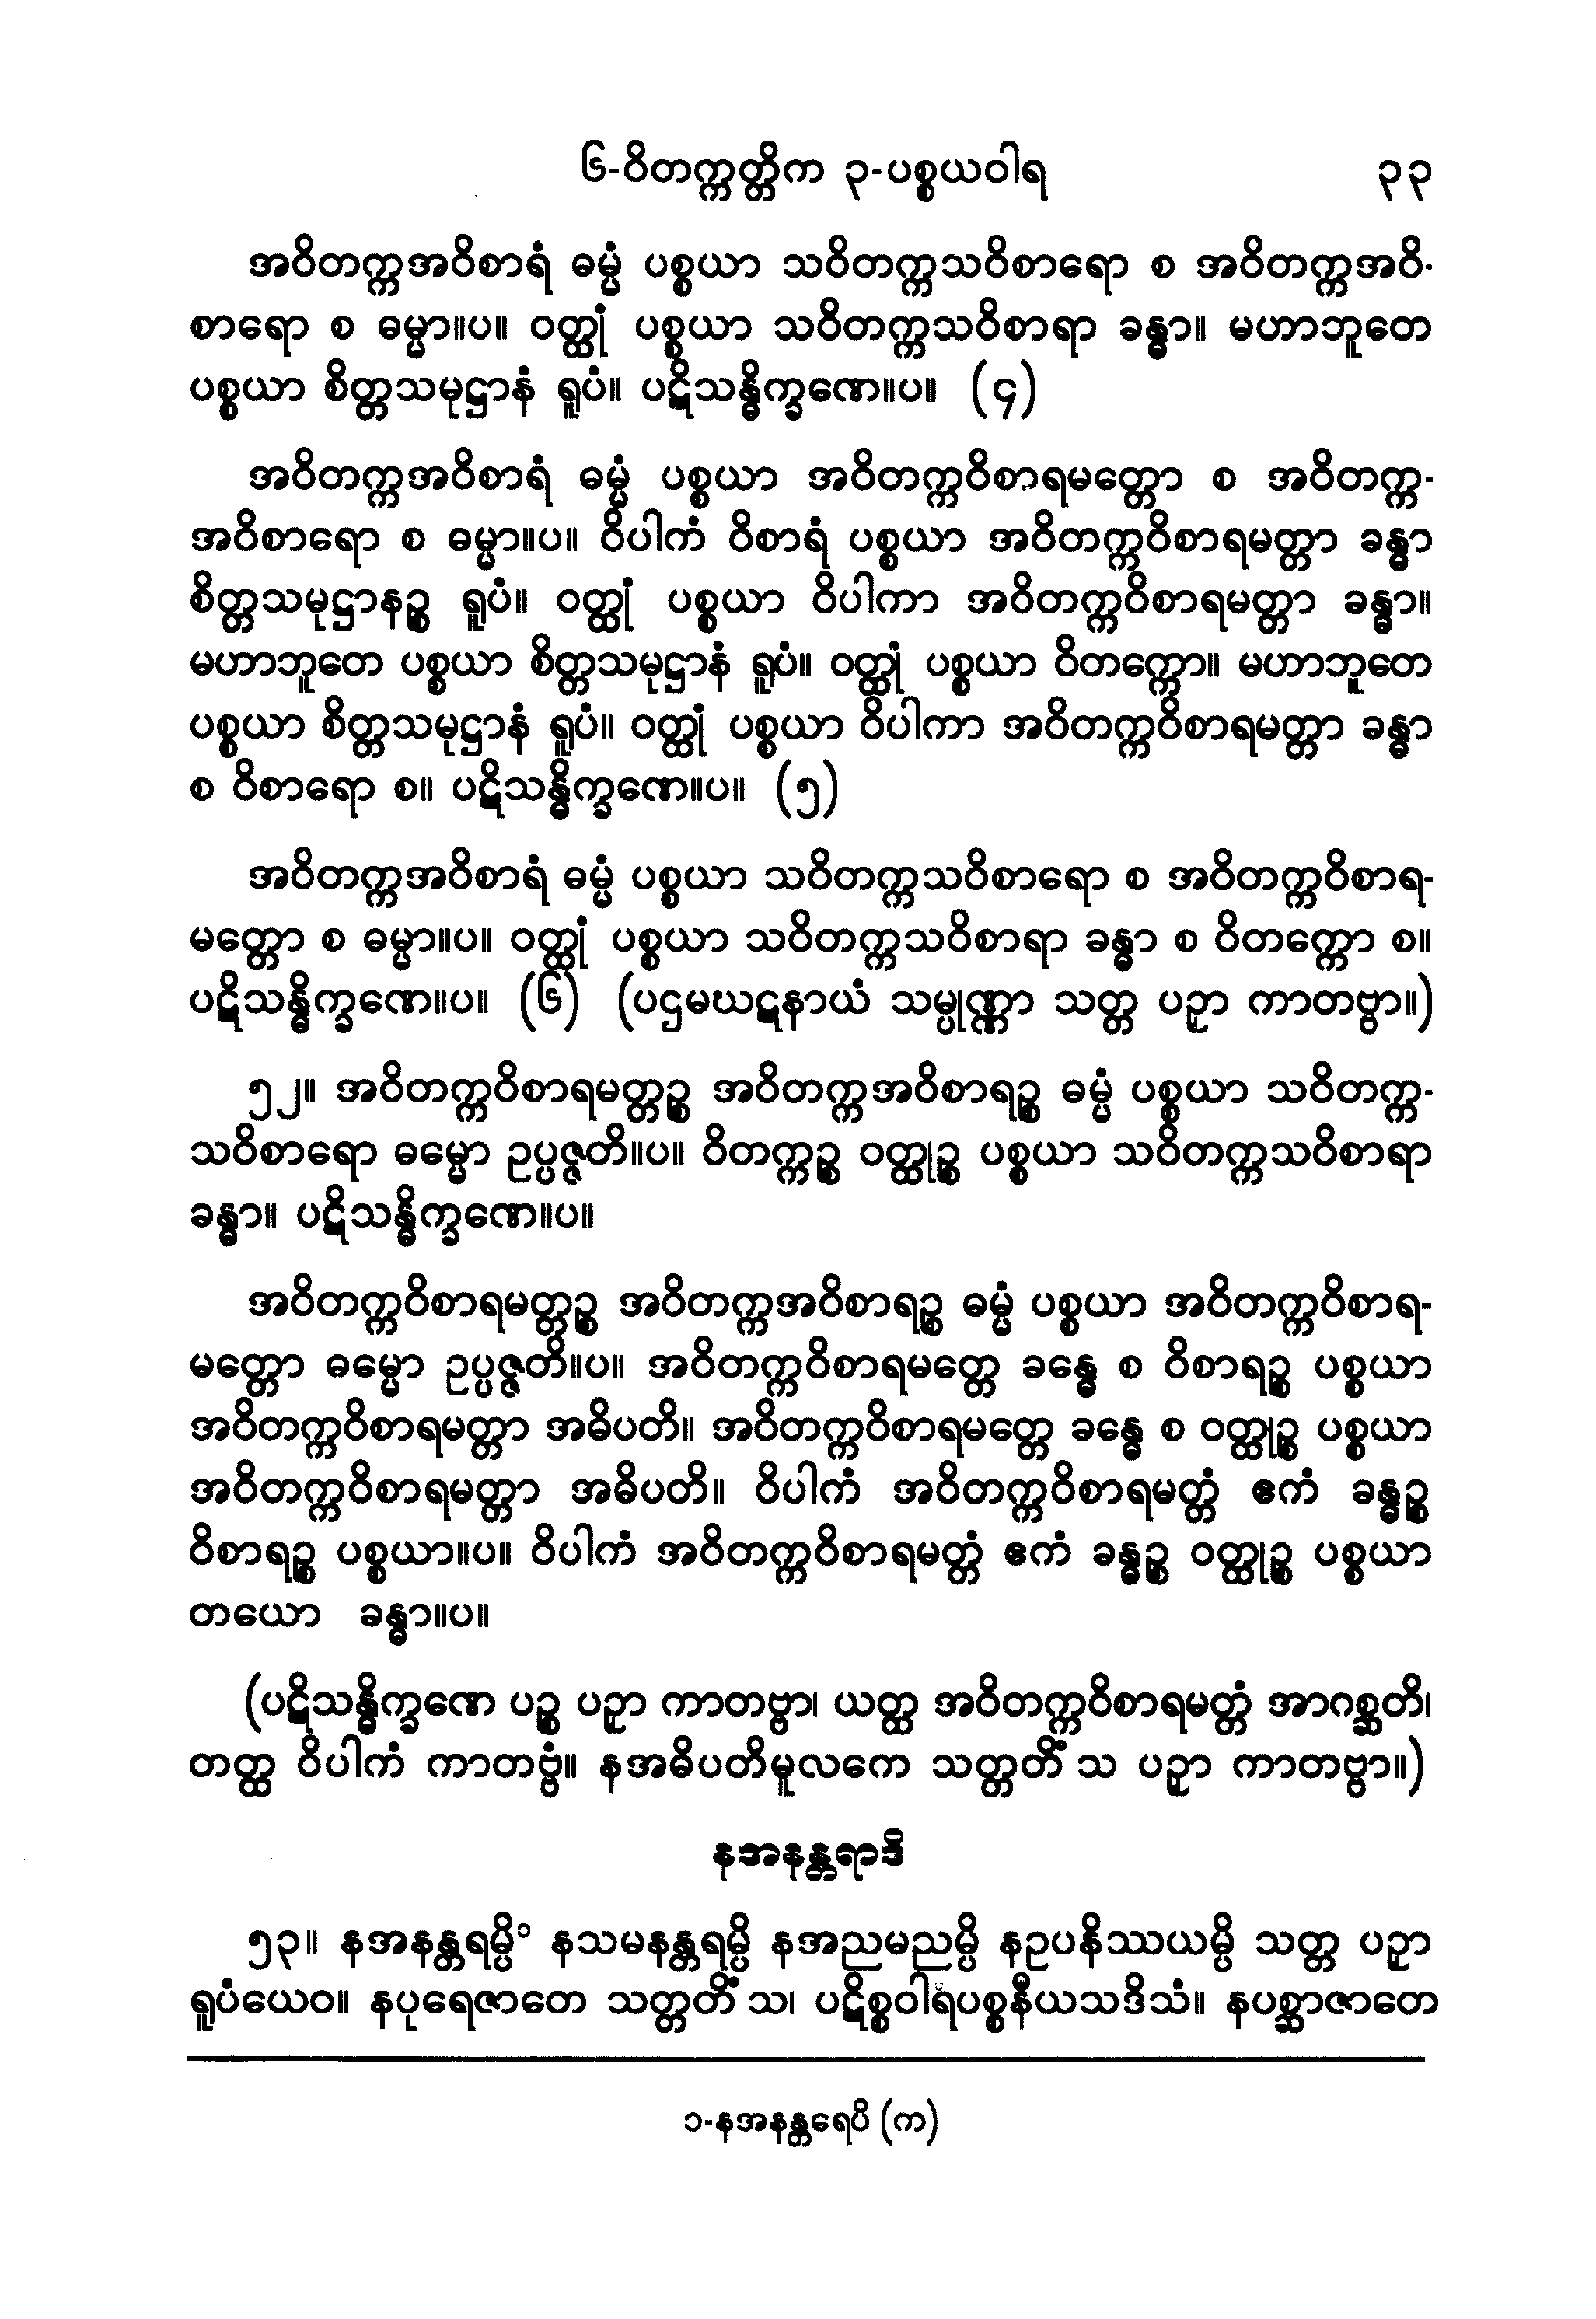 ၆-ဝိတက္ကတ္တိက ၃-ပစ္စယဝါရ ၃၃
အဝိတက္ကအဝိစာရံ ဓမ္မံ ပစ္စယာ သဝိတက္ကသဝိစာရော စ အဝိတက္ကအဝိ-
စာရော စ ဓမ္မာ။ပ။ ဝတ္ထုံ ပစ္စယာ သဝိတက္ကသဝိစာရာ ခန္ဓာ။ မဟာဘူတေ
ပစ္စယာ စိတ္တသမုဋ္ဌာနံ ရူပံ။ ပဋိသန္ဓိက္ခဏေ။ပ။ (၄)
အဝိတက္ကအဝိစာရံ ဓမ္မံ ပစ္စယာ အဝိတက္ကဝိစာရမတ္တော စ အဝိတက္က-
အဝိစာရော စ ဓမ္မာ။ပ။ ဝိပါကံ ဝိစာရံ ပစ္စယာ အဝိတက္ကဝိစာရမတ္တာ ခန္ဓာ
စိတ္တသမုဋ္ဌာနဉ္စ ရူပံ။ ဝတ္ထုံ ပစ္စယာ ဝိပါကာ အဝိတက္ကဝိစာရမတ္တာ ခန္ဓာ။
မဟာဘူတေ ပစ္စယာ စိတ္တသမုဋ္ဌာနံ ရူပံ။ ဝတ္ထုံ ပစ္စယာ ဝိတက္ကော။ မဟာဘူတေ
ပစ္စယာ စိတ္တသမုဋ္ဌာနံ ရူပံ။ ဝတ္ထုံ ပစ္စယာ ဝိပါကာ အဝိတက္ကဝိစာရမတ္တာ ခန္ဓာ
စ ဝိစာရော စ။ ပဋိသန္ဓိက္ခဏေ။ပ။ (၅)
အဝိတက္ကအဝိစာရံ ဓမ္မံ ပစ္စယာ သဝိတက္ကသဝိစာရော စ အဝိတက္ကဝိစာရ-
မတ္တော စ ဓမ္မာ။ပ။ ဝတ္ထုံ ပစ္စယာ သဝိတက္ကသဝိစာရာ ခန္ဓာ စ ဝိတက္ကော စ။
ပဋိသန္ဓိက္ခဏေ။ပ။ (၆) (ပဌမဃဋနာယံ သမ္ပုဏ္ဏာ သတ္တ ပဉှာ ကာတဗ္ဗာ။)
၅၂။ အဝိတက္ကဝိစာရမတ္တဉ္စ အဝိတက္ကအဝိစာရဉ္စ ဓမ္မံ ပစ္စယာ သဝိတက္က-
သဝိစာရော ဓမ္မော ဥပ္ပဇ္ဇတိ။ပ။ ဝိတက္ကဉ္စ ဝတ္ထုဉ္စ ပစ္စယာ သဝိတက္ကသဝိစာရာ
ခန္ဓာ။ ပဋိသန္ဓိက္ခဏေ။ပ။
အဝိတက္ကဝိစာရမတ္တဉ္စ အဝိတက္ကအဝိစာရဉ္စ ဓမ္မံ ပစ္စယာ အဝိတက္ကဝိစာရ-
မတ္တော ဓမ္မော ဥပ္ပဇ္ဇတိ။ပ။ အဝိတက္ကဝိစာရမတ္တေ ခန္ဓေ စ ဝိစာရဉ္စ ပစ္စယာ
အဝိတက္ကဝိစာရမတ္တာ အဓိပတိ။ အဝိတက္ကဝိစာရမတ္တေ ခန္ဓေ စ ဝတ္ထုဉ္စ ပစ္စယာ
အဝိတက္ကဝိစာရမတ္တာ အဓိပတိ။ ဝိပါကံ အဝိတက္ကဝိစာရမတ္တံ ဧကံ ခန္ဓဉ္စ
ဝိစာရဉ္စ ပစ္စယာ။ပ။ ဝိပါကံ အဝိတက္ကဝိစာရမတ္တံ ဧကံ ခန္ဓဉ္စ ဝတ္ထုဉ္စ ပစ္စယာ
တယော ခန္ဓာ။ပ။
(ပဋိသန္ဓိက္ခဏေ ပဉ္စ ပဉှာ ကာတဗ္ဗာ၊ ယတ္ထ အဝိတက္ကဝိစာရမတ္တံ အာဂစ္ဆတိ၊
တတ္ထ ဝိပါကံ ကာတဗ္ဗံ။ နအဓိပတိမူလကေ သတ္တတိံ သ ပဉှာ ကာတဗ္ဗာ။)
နအနန္တရာဒိ
၅၃။ နအနန္တရမ္ပိ၁ နသမနန္တရမ္ပိ နအညမညမ္ပိ နဥပနိဿယမ္ပိ သတ္တ ပဉှာ
ရူပံယေဝ။ နပုရေဇာတေ သတ္တတိံ သ၊ ပဋိစ္စဝါရပစ္စနီယသဒိသံ။ နပစ္ဆာဇာတေ
၁-နအနန္တရေပိ (က)